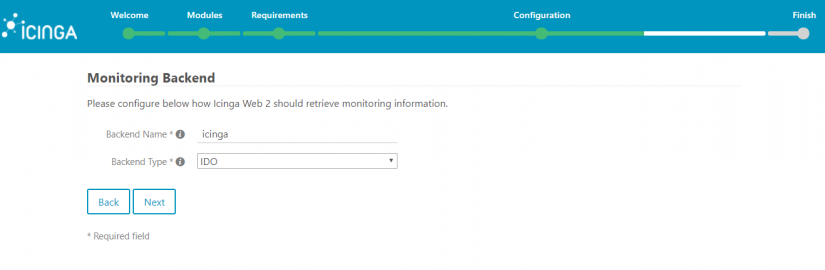 Welcome Modules Requirements Configuration Finish
icinga
Monitoring Backend
Please configure below how Icinga Web 2 should retrieve monitoring information.
Backend Name * icinga
Backend Type * IDO
Back Next
* Required field